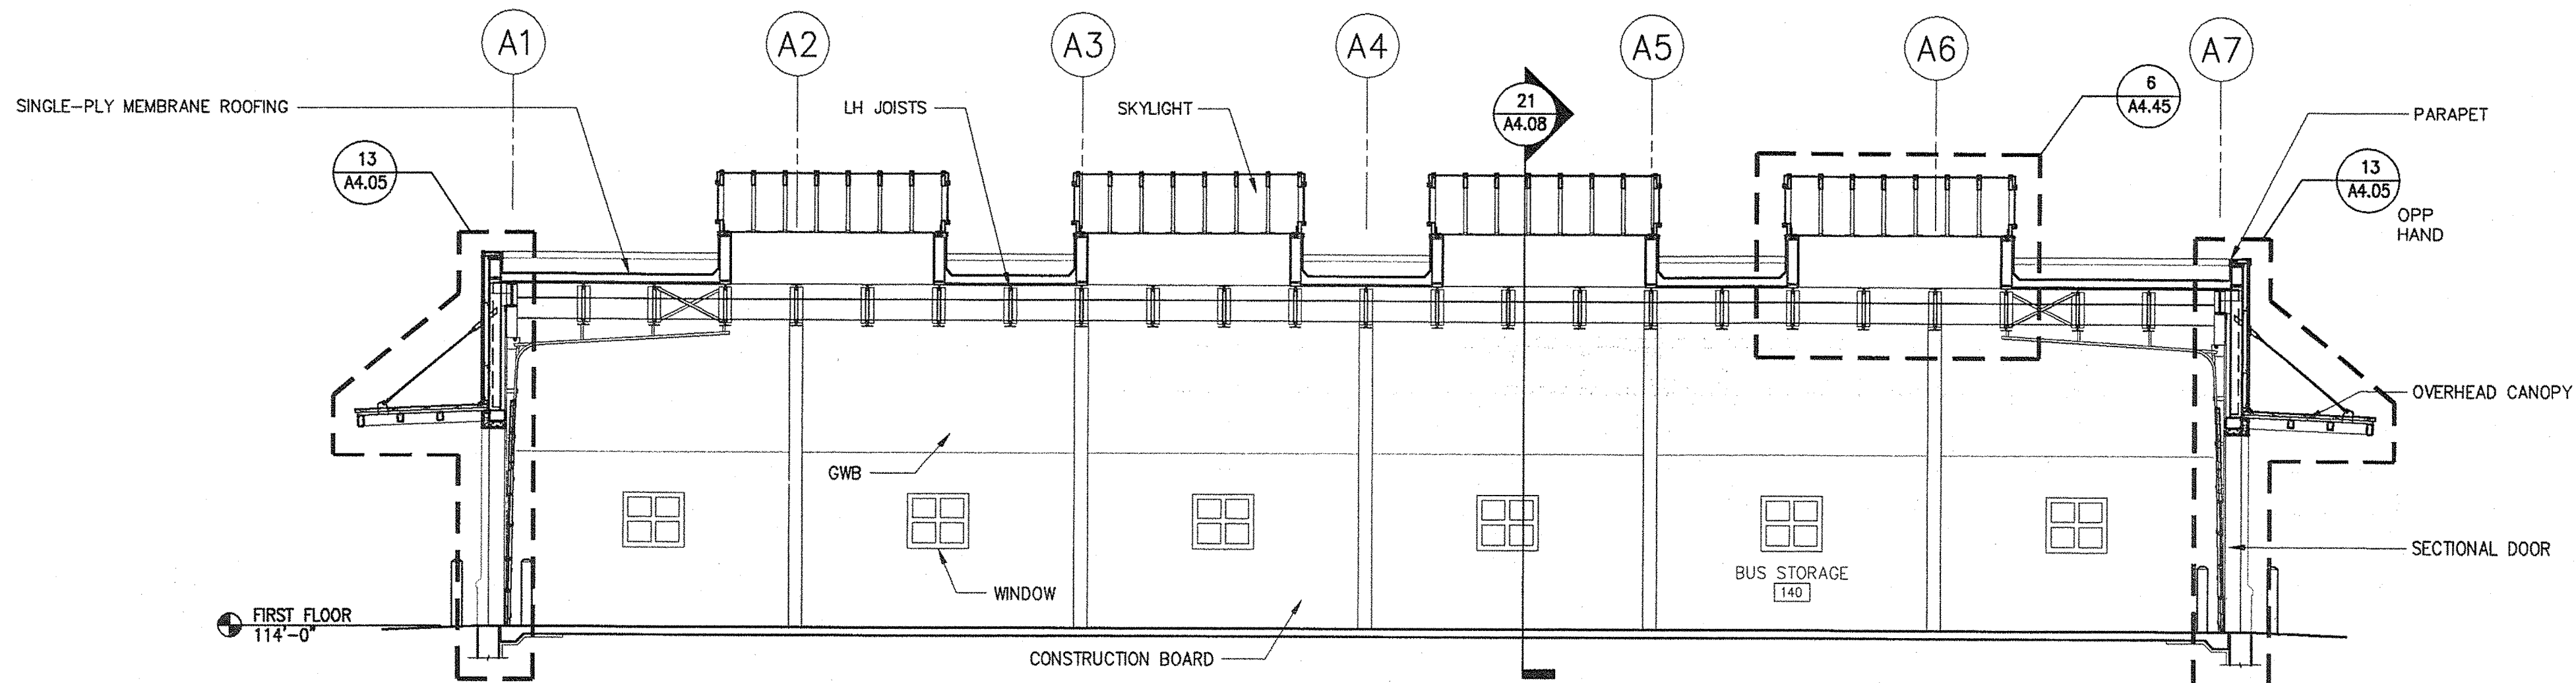 A1
A2
A3
A4
A5
A6
A7
SINGLE-PLY MEMBRANE ROOFING
LH JOISTS
SKYLIGHT
21
A4.08
6
A4.45
PARAPET
13
A4.05
13
A4.05
OPP
HAND
OVERHEAD CANOPY
GWB
WINDOW
BUS STORAGE
140
SECTIONAL DOOR
FIRST FLOOR
114'-0"
CONSTRUCTION BOARD